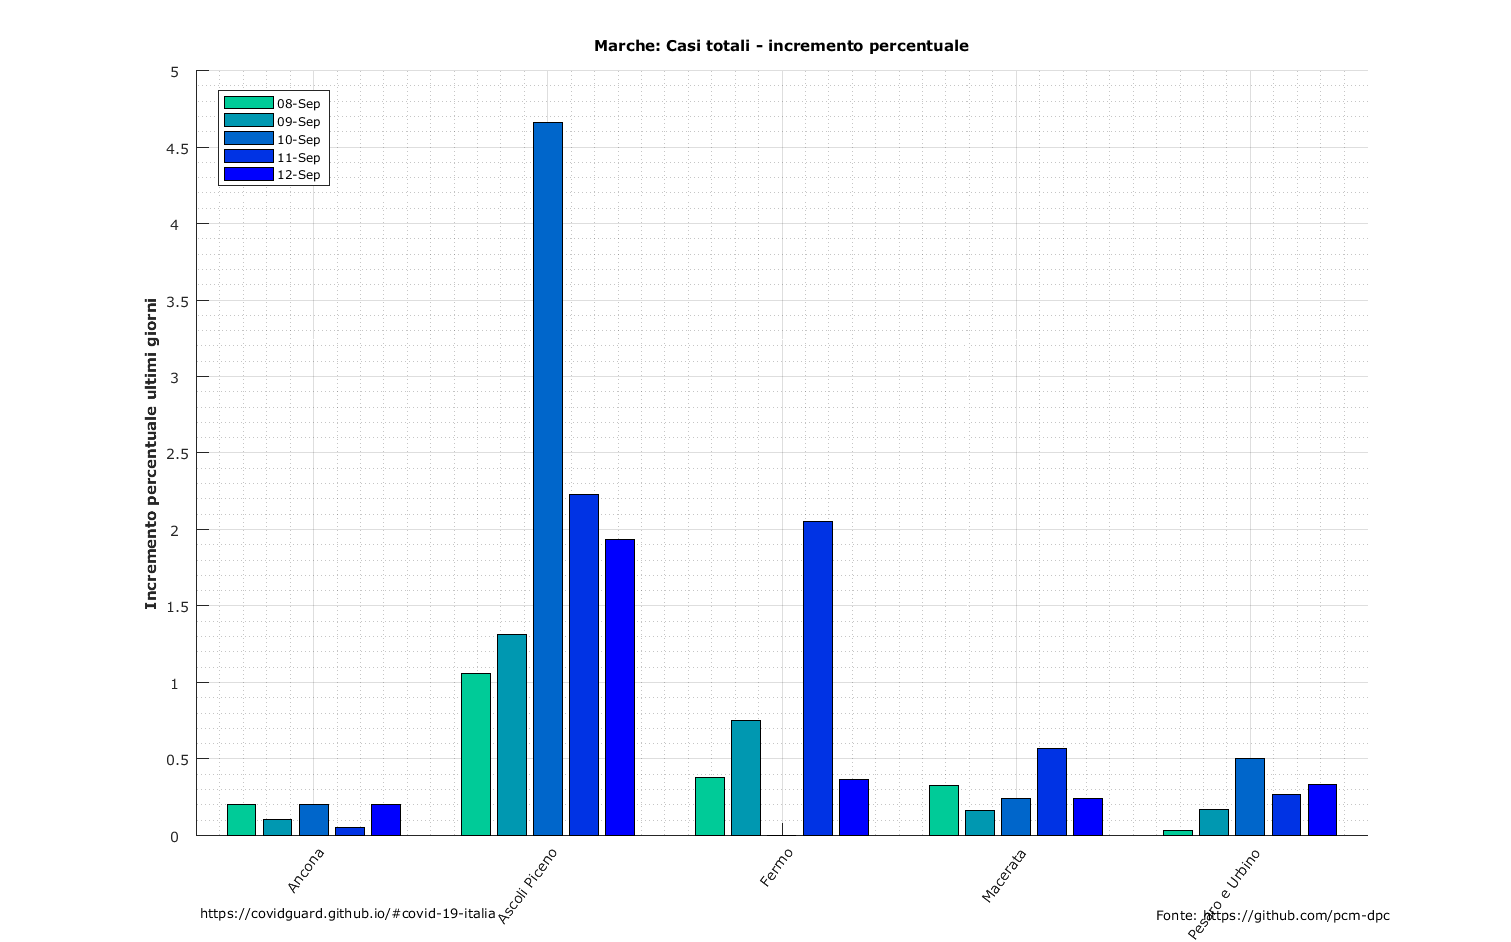 Marche: Casi totali - incremento percentuale
Incremento percentuale ultimi giorni
5
4.5
4
3.5
3
2.5
2
1.5
1
0.5
0
08-Sep
09-Sep
10-Sep
11-Sep
12-Sep
Ancona
Ascoli Piceno
Fermo
Macerata
Pesaro e Urbino
https://covidguard.github.io/#covid-19-italia
Fonte: https://github.com/pcm-dpc